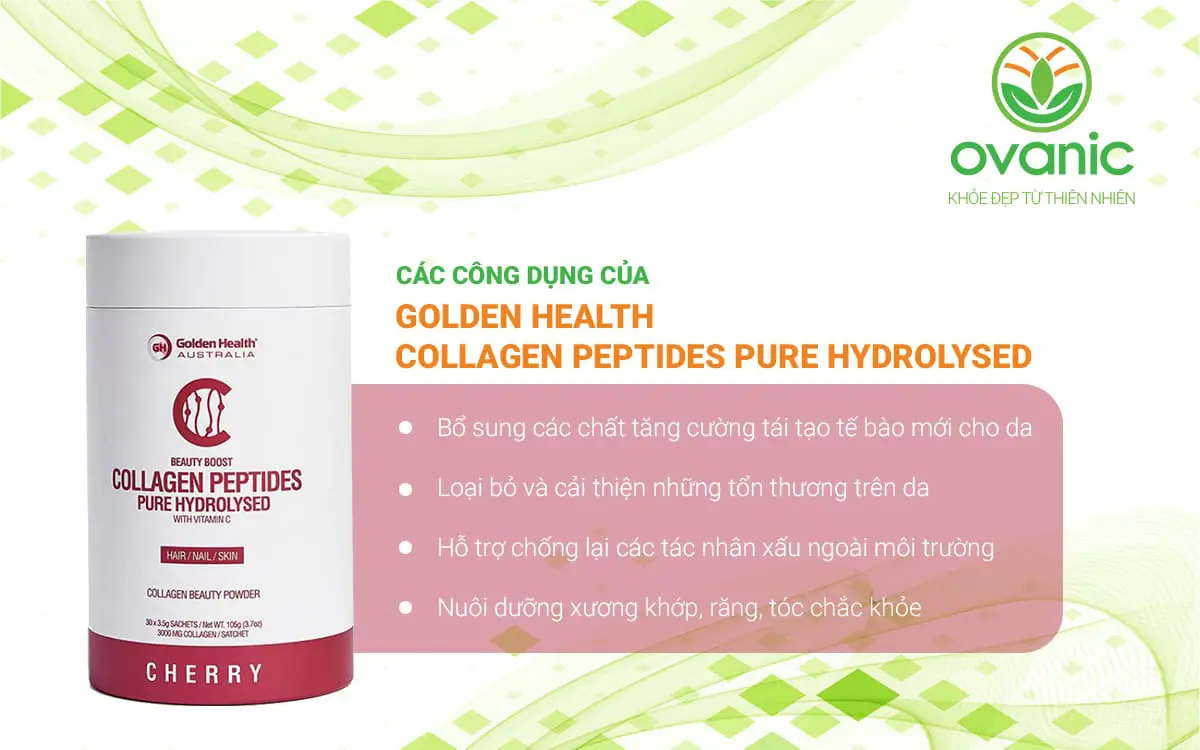 ovanic
KHỎE ĐẸP TỪ THIÊN NHIÊN
CÁC CÔNG DỤNG CỦA
GOLDEN HEALTH
COLLAGEN PEPTIDES PURE HYDROLYSED
Bổ sung các chất tăng cường tái tạo tế bào mới cho da
Loại bỏ và cải thiện những tổn thương trên da
Hỗ trợ chống lại các tác nhân xấu ngoài môi trường
Nuôi dưỡng xương khớp, răng, tóc chắc khỏe
GH
Golden Health®
AUSTRALIA
BEAUTY BOOST
COLLAGEN PEPTIDES
PURE HYDROLYSED
WITH VITAMIN C
HAIR / NAIL / SKIN
COLLAGEN BEAUTY POWDER
30 x 3.5g SACHETS / Net WT. 105g (3.7oz)
3000 MG COLLAGEN / SATCHET
CHERRY